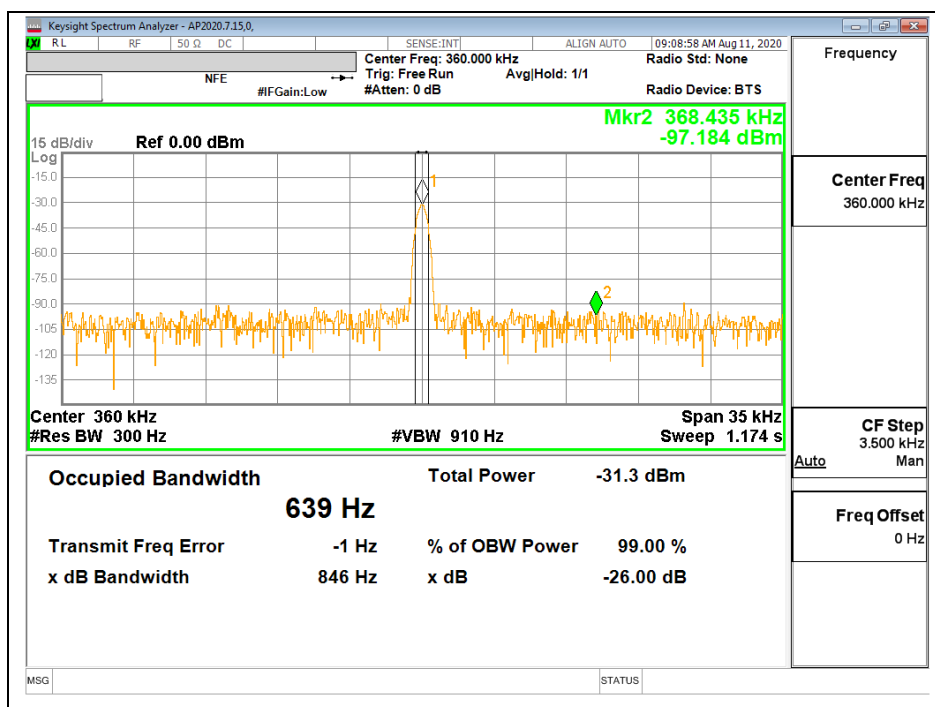 Keysight Spectrum Analyzer - AP2020.7.15,0,
LXI RL RF 50 Ω DC SENSE:INT ALIGN AUTO 09:08:58 AM Aug 11, 2020
Center Freq: 360.000 kHz Radio Std: None
NFE Trig: Free Run Avg|Hold: 1/1
#IFGain:Low #Atten: 0 dB Radio Device: BTS
Mkr2 368.435 kHz
15 dB/div Ref 0.00 dBm -97.184 dBm
Log
-15.0
1
-30.0
-45.0
-60.0
-75.0
-90.0
2
-105
-120
-135
Center 360 kHz Span 35 kHz
#Res BW 300 Hz #VBW 910 Hz Sweep 1.174 s
Occupied Bandwidth Total Power -31.3 dBm
639 Hz
Transmit Freq Error -1 Hz % of OBW Power 99.00 %
x dB Bandwidth 846 Hz x dB -26.00 dB
Frequency
Center Freq
360.000 kHz
CF Step
3.500 kHz
Auto Man
Freq Offset
0 Hz
MSG STATUS